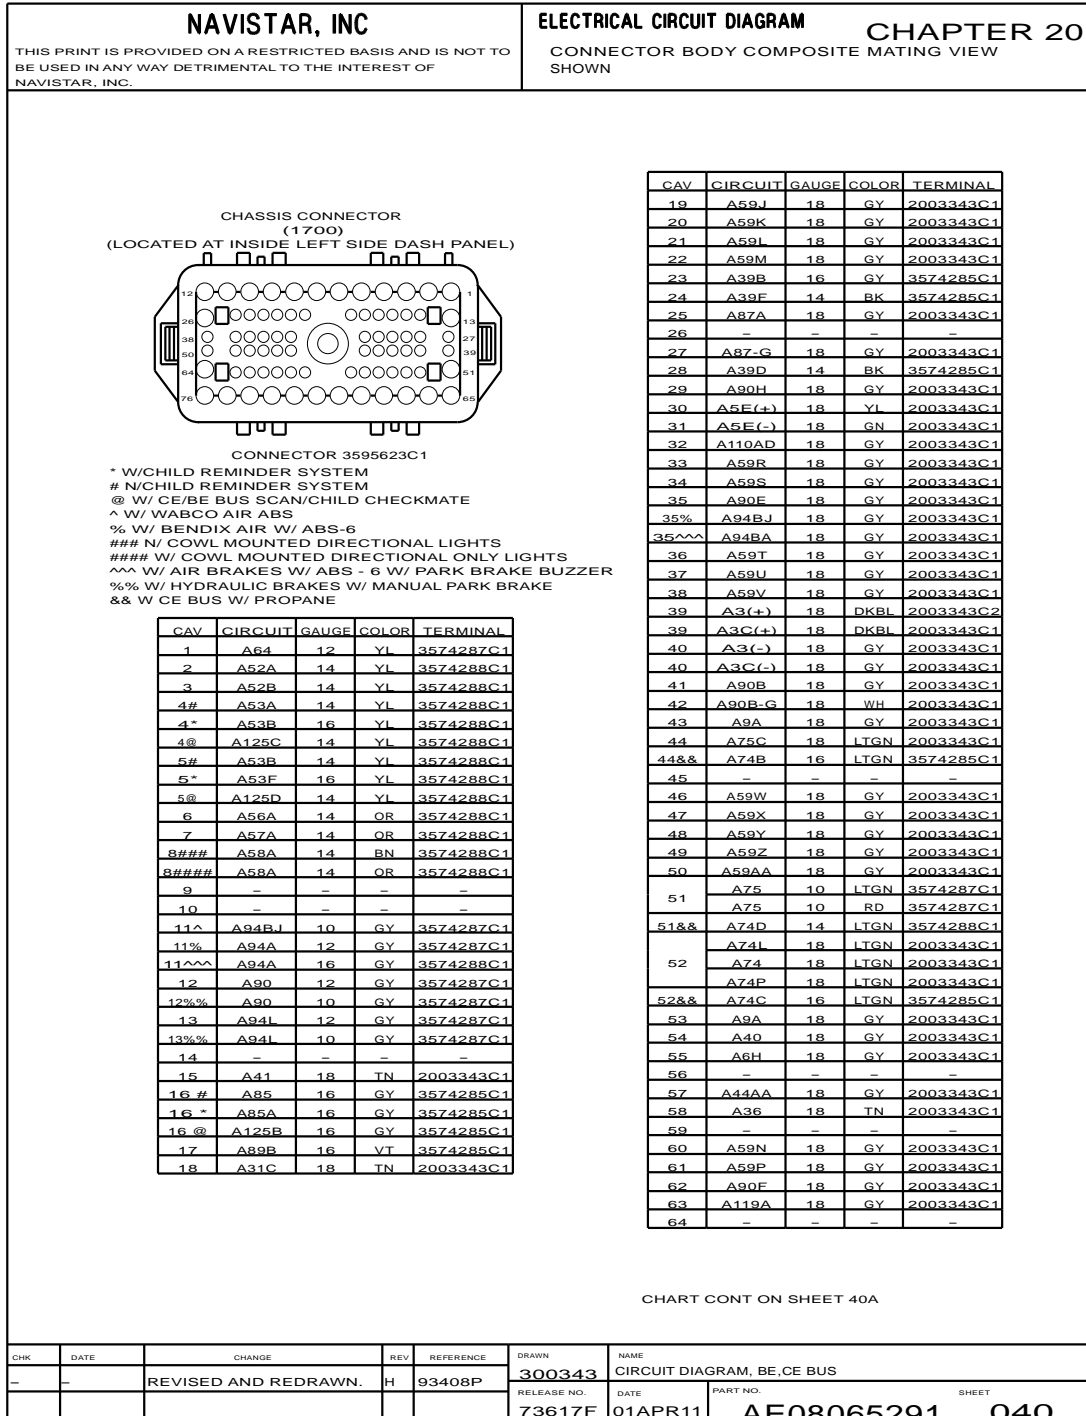 NAVISTAR, INC
THIS PRINT IS PROVIDED ON A RESTRICTED BASIS AND IS NOT TO
BE USED IN ANY WAY DETRIMENTAL TO THE INTEREST OF
NAVISTAR, INC.
ELECTRICAL CIRCUIT DIAGRAM
CHAPTER 20
CONNECTOR BODY COMPOSITE MATING VIEW
SHOWN
CHASSIS CONNECTOR
(1700)
(LOCATED AT INSIDE LEFT SIDE DASH PANEL)
12 1
26 13
38 27
50 39
64 51
76 65
CONNECTOR 3595623C1
* W/CHILD REMINDER SYSTEM
# N/CHILD REMINDER SYSTEM
@ W/ CE/BE BUS SCAN/CHILD CHECKMATE
^ W/ WABCO AIR ABS
% W/ BENDIX AIR W/ ABS-6
### N/ COWL MOUNTED DIRECTIONAL LIGHTS
#### W/ COWL MOUNTED DIRECTIONAL ONLY LIGHTS
^^^ W/ AIR BRAKES W/ ABS - 6 W/ PARK BRAKE BUZZER
%% W/ HYDRAULIC BRAKES W/ MANUAL PARK BRAKE
&& W CE BUS W/ PROPANE
CAV CIRCUIT GAUGE COLOR TERMINAL
1 A64 12 YL 3574287C1
2 A52A 14 YL 3574288C1
3 A52B 14 YL 3574288C1
4# A53A 14 YL 3574288C1
4* A53B 16 YL 3574288C1
4@ A125C 14 YL 3574288C1
5# A53B 14 YL 3574288C1
5* A53F 16 YL 3574288C1
5@ A125D 14 YL 3574288C1
6 A56A 14 OR 3574288C1
7 A57A 14 OR 3574288C1
8### A58A 14 BN 3574288C1
8#### A58A 14 OR 3574288C1
9 – – – –
10 – – – –
11^ A94BJ 10 GY 3574287C1
11% A94A 12 GY 3574287C1
11^^^ A94A 16 GY 3574288C1
12 A90 12 GY 3574287C1
12%% A90 10 GY 3574287C1
13 A94L 12 GY 3574287C1
13%% A94L 10 GY 3574287C1
14 – – – –
15 A41 18 TN 2003343C1
16 # A85 16 GY 3574285C1
16 * A85A 16 GY 3574285C1
16 @ A125B 16 GY 3574285C1
17 A89B 16 VT 3574285C1
18 A31C 18 TN 2003343C1
CAV CIRCUIT GAUGE COLOR TERMINAL
19 A59J 18 GY 2003343C1
20 A59K 18 GY 2003343C1
21 A59L 18 GY 2003343C1
22 A59M 18 GY 2003343C1
23 A39B 16 GY 3574285C1
24 A39F 14 BK 3574285C1
25 A87A 18 GY 2003343C1
26 – – – –
27 A87-G 18 GY 2003343C1
28 A39D 14 BK 3574285C1
29 A90H 18 GY 2003343C1
30 A5E(+) 18 YL 2003343C1
31 A5E(-) 18 GN 2003343C1
32 A110AD 18 GY 2003343C1
33 A59R 18 GY 2003343C1
34 A59S 18 GY 2003343C1
35 A90E 18 GY 2003343C1
35% A94BJ 18 GY 2003343C1
35^^^ A94BA 18 GY 2003343C1
36 A59T 18 GY 2003343C1
37 A59U 18 GY 2003343C1
38 A59V 18 GY 2003343C1
39 A3(+) 18 DKBL 2003343C2
39 A3C(+) 18 DKBL 2003343C1
40 A3(-) 18 GY 2003343C1
40 A3C(-) 18 GY 2003343C1
41 A90B 18 GY 2003343C1
42 A90B-G 18 WH 2003343C1
43 A9A 18 GY 2003343C1
44 A75C 18 LTGN 2003343C1
44&& A74B 16 LTGN 3574285C1
45 – – – –
46 A59W 18 GY 2003343C1
47 A59X 18 GY 2003343C1
48 A59Y 18 GY 2003343C1
49 A59Z 18 GY 2003343C1
50 A59AA 18 GY 2003343C1
51 A75 10 LTGN 3574287C1
A75 10 RD 3574287C1
51&& A74D 14 LTGN 3574288C1
52 A74L 18 LTGN 2003343C1
A74 18 LTGN 2003343C1
A74P 18 LTGN 2003343C1
52&& A74C 16 LTGN 3574285C1
53 A9A 18 GY 2003343C1
54 A40 18 GY 2003343C1
55 A6H 18 GY 2003343C1
56 – – – –
57 A44AA 18 GY 2003343C1
58 A36 18 TN 2003343C1
59 – – – –
60 A59N 18 GY 2003343C1
61 A59P 18 GY 2003343C1
62 A90F 18 GY 2003343C1
63 A119A 18 GY 2003343C1
64 – – – –
CHART CONT ON SHEET 40A
CHK DATE CHANGE REV REFERENCE
– – REVISED AND REDRAWN. H 93408P
DRAWN
300343
NAME
CIRCUIT DIAGRAM, BE,CE BUS
RELEASE NO.
73617F
DATE
01APR11
PART NO.
AE08065291
SHEET
040